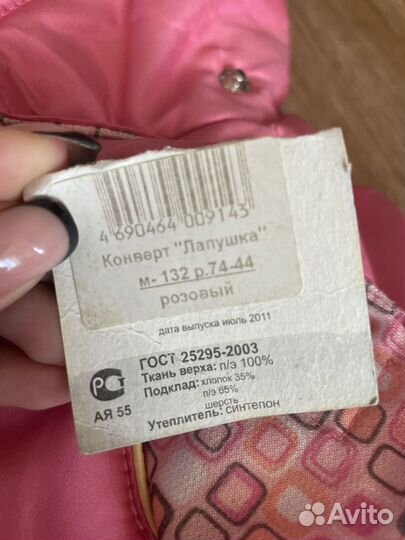 4 690464 009143
Конверт "Лапушка"
м- 132 р.74-44
розовый
дата выпуска июль 2011
ГОСТ 25295-2003
Ткань верха: п/э 100%
Подклад: хлопок 35%
п/э 65%
шерсть
Утеплитель: синтепон
РСТ
АЯ 55
Avito